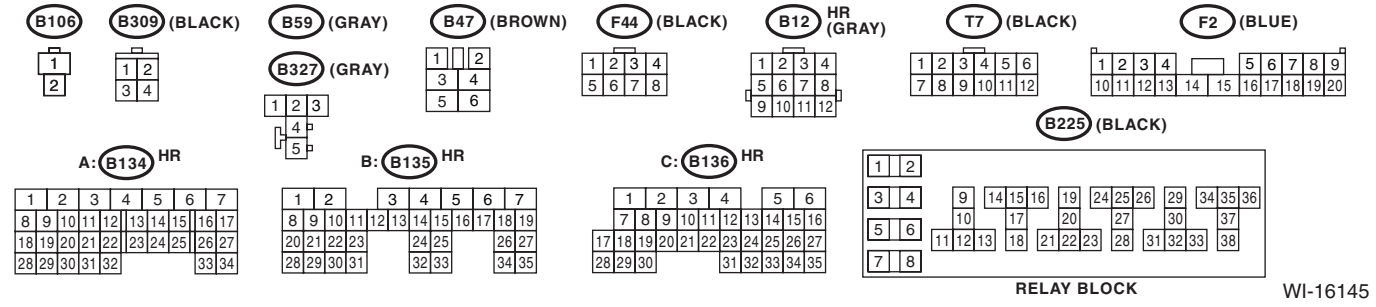 B106
1
2
B309 (BLACK)
1 2
3 4
B59 (GRAY)
B327 (GRAY)
1 2 3
4
5
B47 (BROWN)
1 2
3 4
5 6
F44 (BLACK)
1 2 3 4
5 6 7 8
B12 HR (GRAY)
1 2 3 4
5 6 7 8
9 10 11 12
T7 (BLACK)
1 2 3 4 5 6
7 8 9 10 11 12
F2 (BLUE)
1 2 3 4 5 6 7 8 9
10 11 12 13 14 15 16 17 18 19 20
A: B134 HR
1 2 3 4 5 6 7
8 9 10 11 12 13 14 15 16 17
18 19 20 21 22 23 24 25 26 27
28 29 30 31 32 33 34
B: B135 HR
1 2 3 4 5 6 7
8 9 10 11 12 13 14 15 16 17 18 19
20 21 22 23 24 25 26 27
28 29 30 31 32 33 34 35
C: B136 HR
1 2 3 4 5 6
7 8 9 10 11 12 13 14 15 16
17 18 19 20 21 22 23 24 25 26 27
28 29 30 31 32 33 34 35
B225 (BLACK)
1 2
3 4 9 14 15 16 19 24 25 26 29 34 35 36
10 17 20 27 30 37
5 6 11 12 13 18 21 22 23 28 31 32 33 38
7 8
RELAY BLOCK
WI-16145